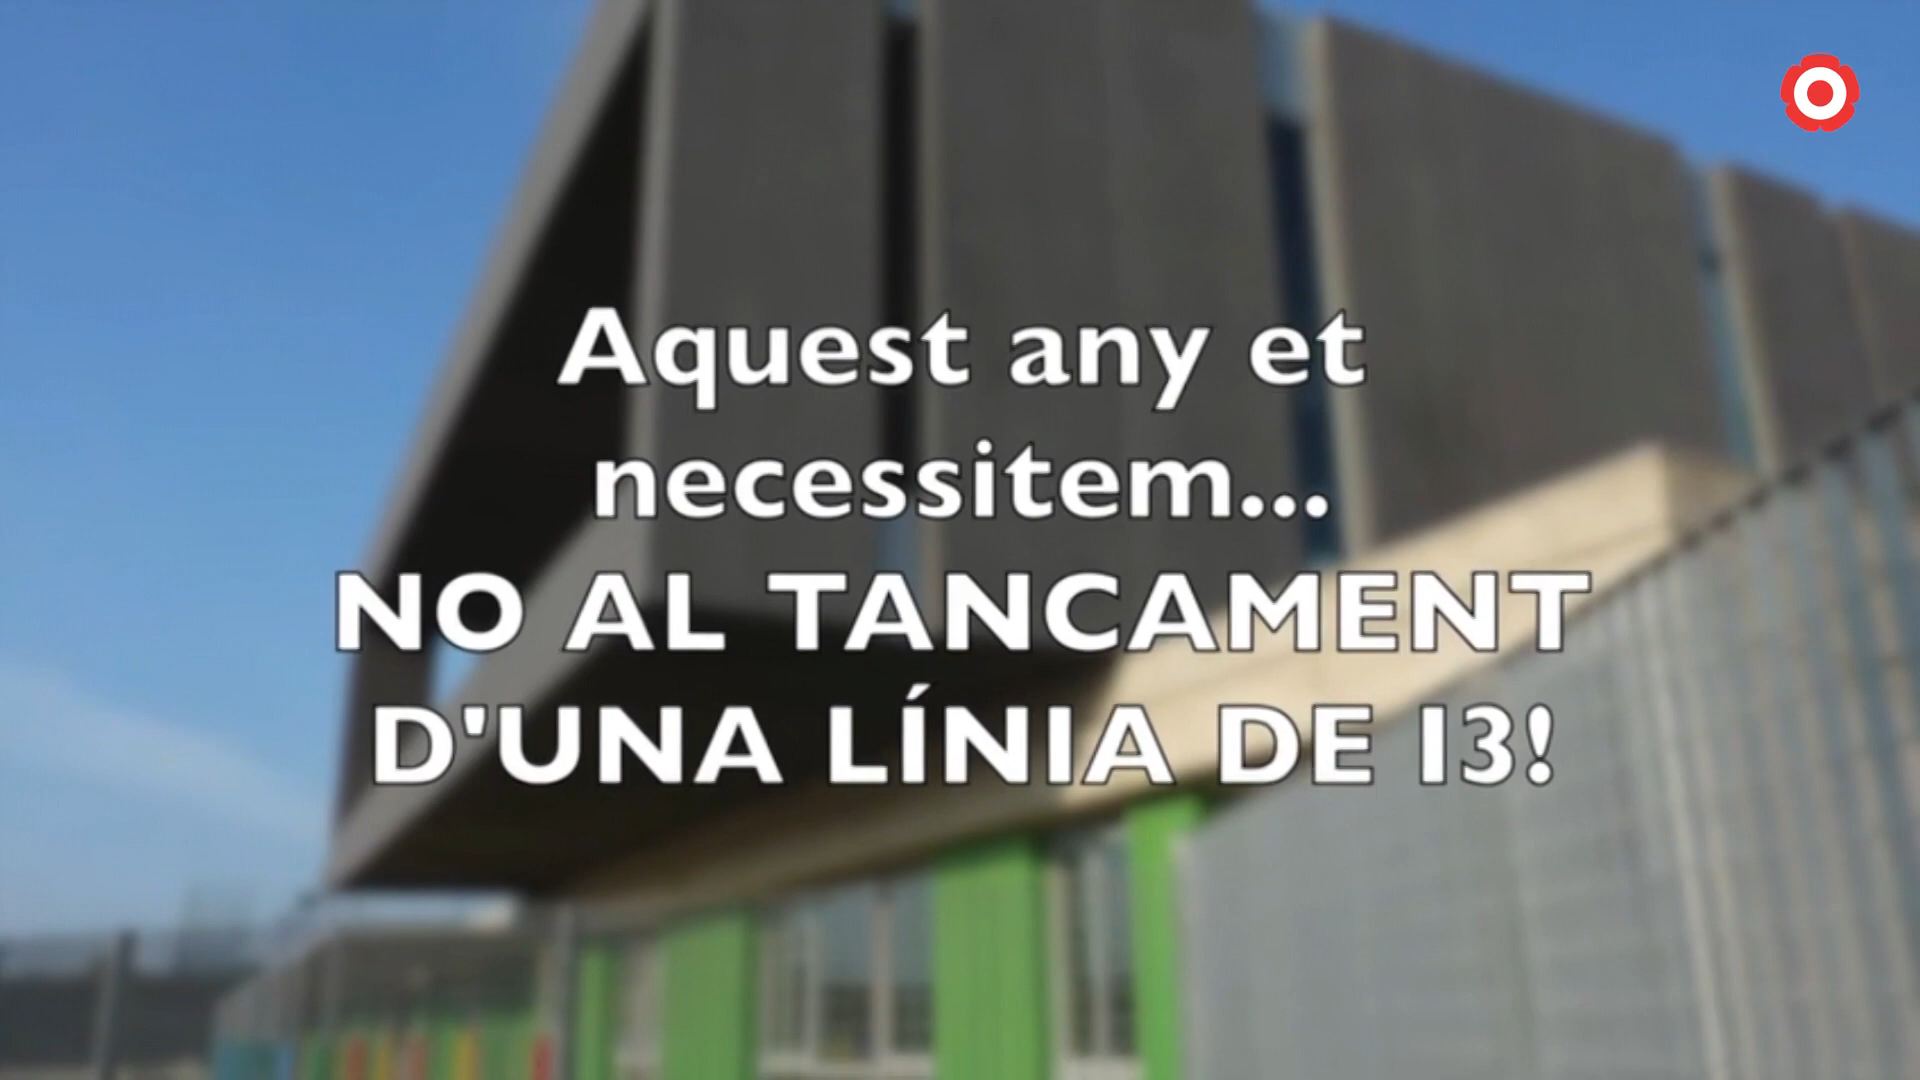 Aquest any et
necessitem...
NO AL TANCAMENT
D'UNA LÍNIA DE I3!